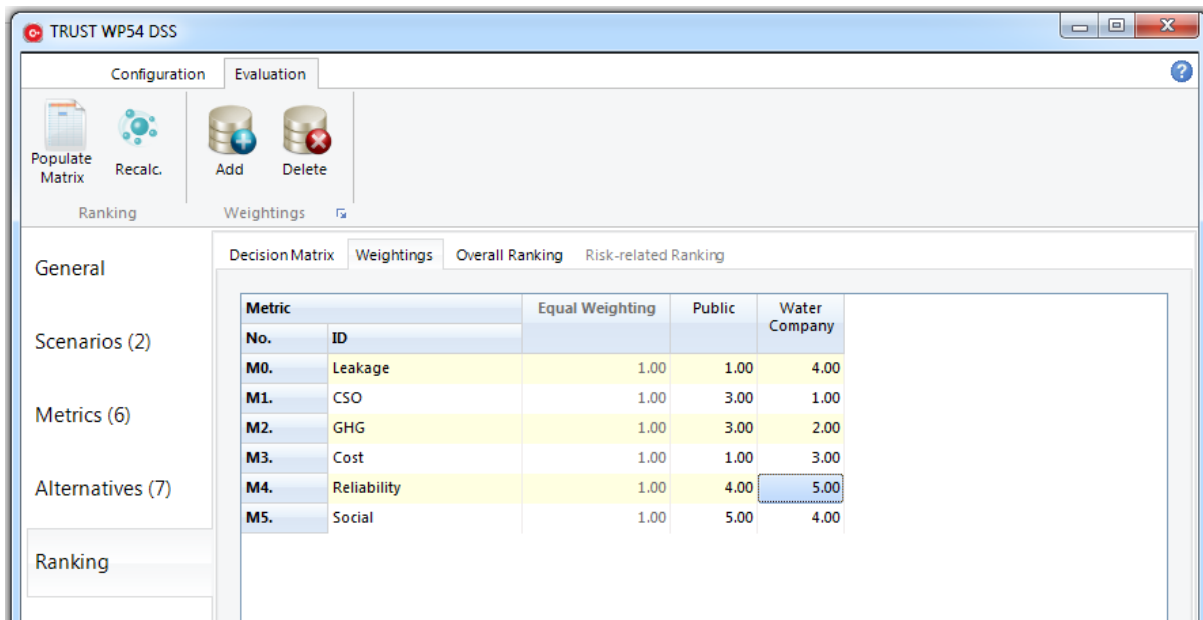 TRUST WP54 DSS
Configuration Evaluation
Populate Matrix Recalc. Add Delete
Ranking Weightings
General
Scenarios (2)
Metrics (6)
Alternatives (7)
Ranking
Decision Matrix Weightings Overall Ranking Risk-related Ranking
Metric Equal Weighting Public Water Company
No. ID
M0. Leakage 1.00 1.00 4.00
M1. CSO 1.00 3.00 1.00
M2. GHG 1.00 3.00 2.00
M3. Cost 1.00 1.00 3.00
M4. Reliability 1.00 4.00 5.00
M5. Social 1.00 5.00 4.00